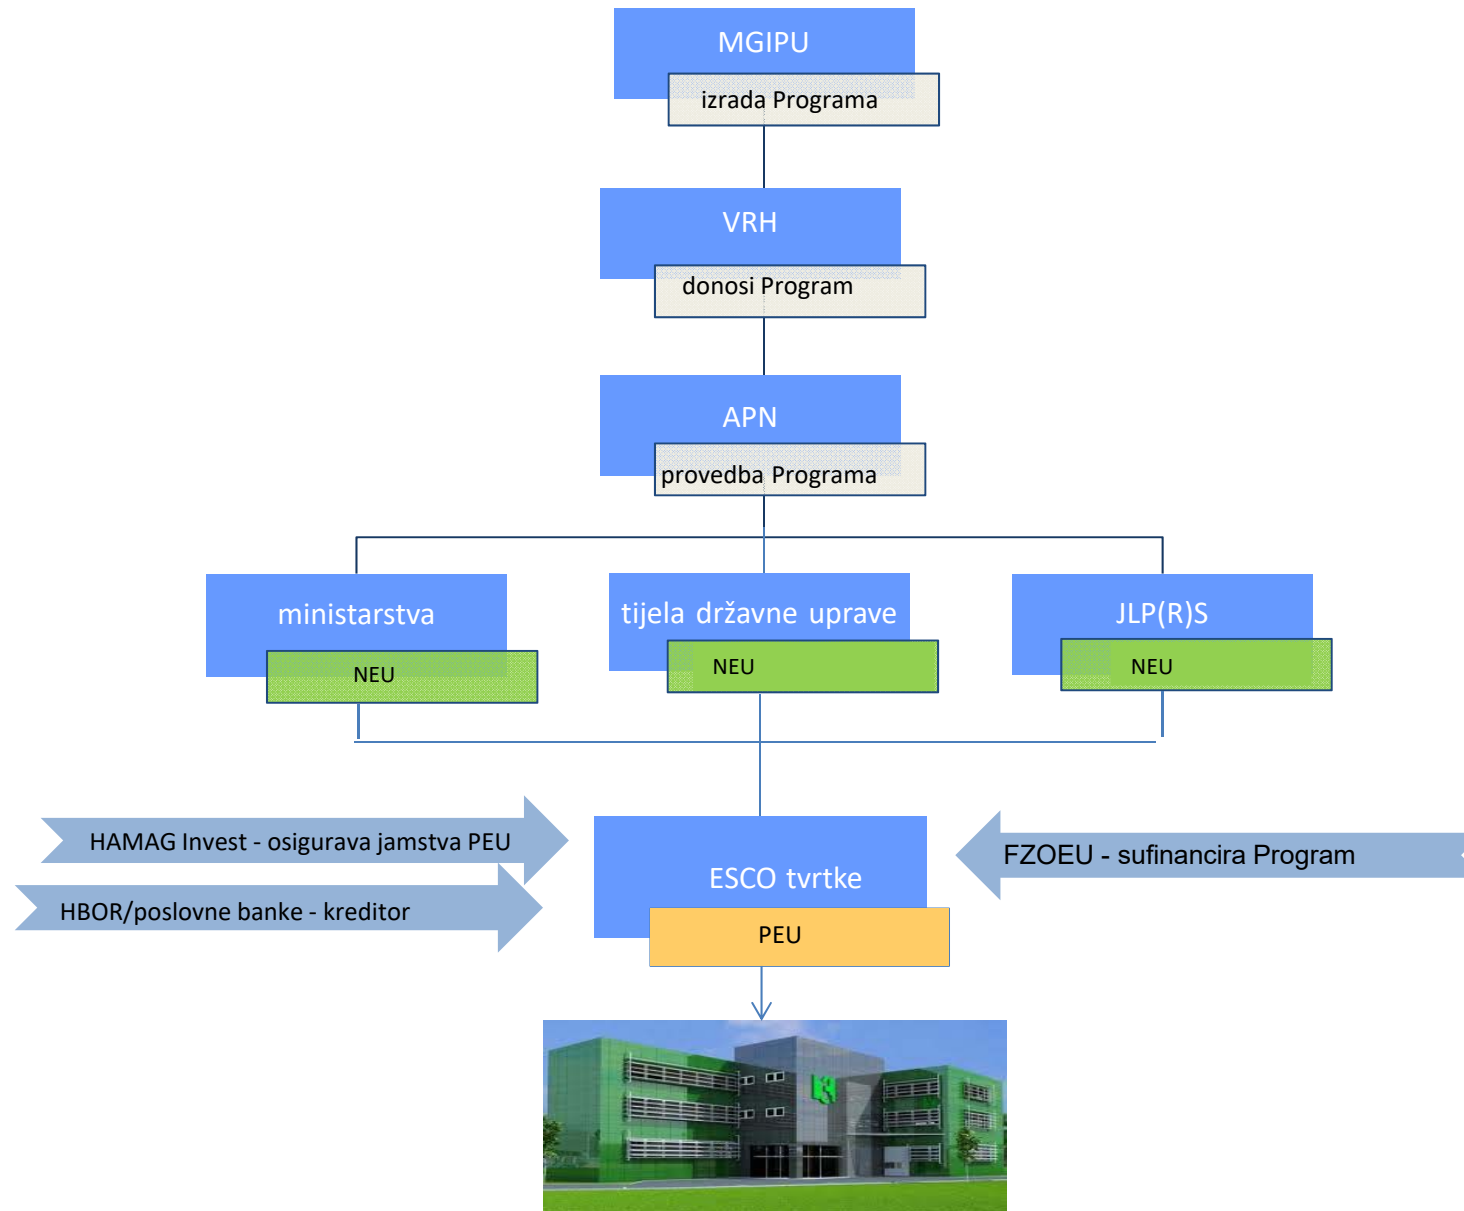 MGIPU
izrada Programa
VRH
donosi Program
APN
provedba Programa
ministarstva
NEU
tijela državne uprave
NEU
JLP(R)S
NEU
HAMAG Invest - osigurava jamstva PEU
HBOR/poslovne banke - kreditor
ESCO tvrtke
PEU
FZOEU - sufinancira Program